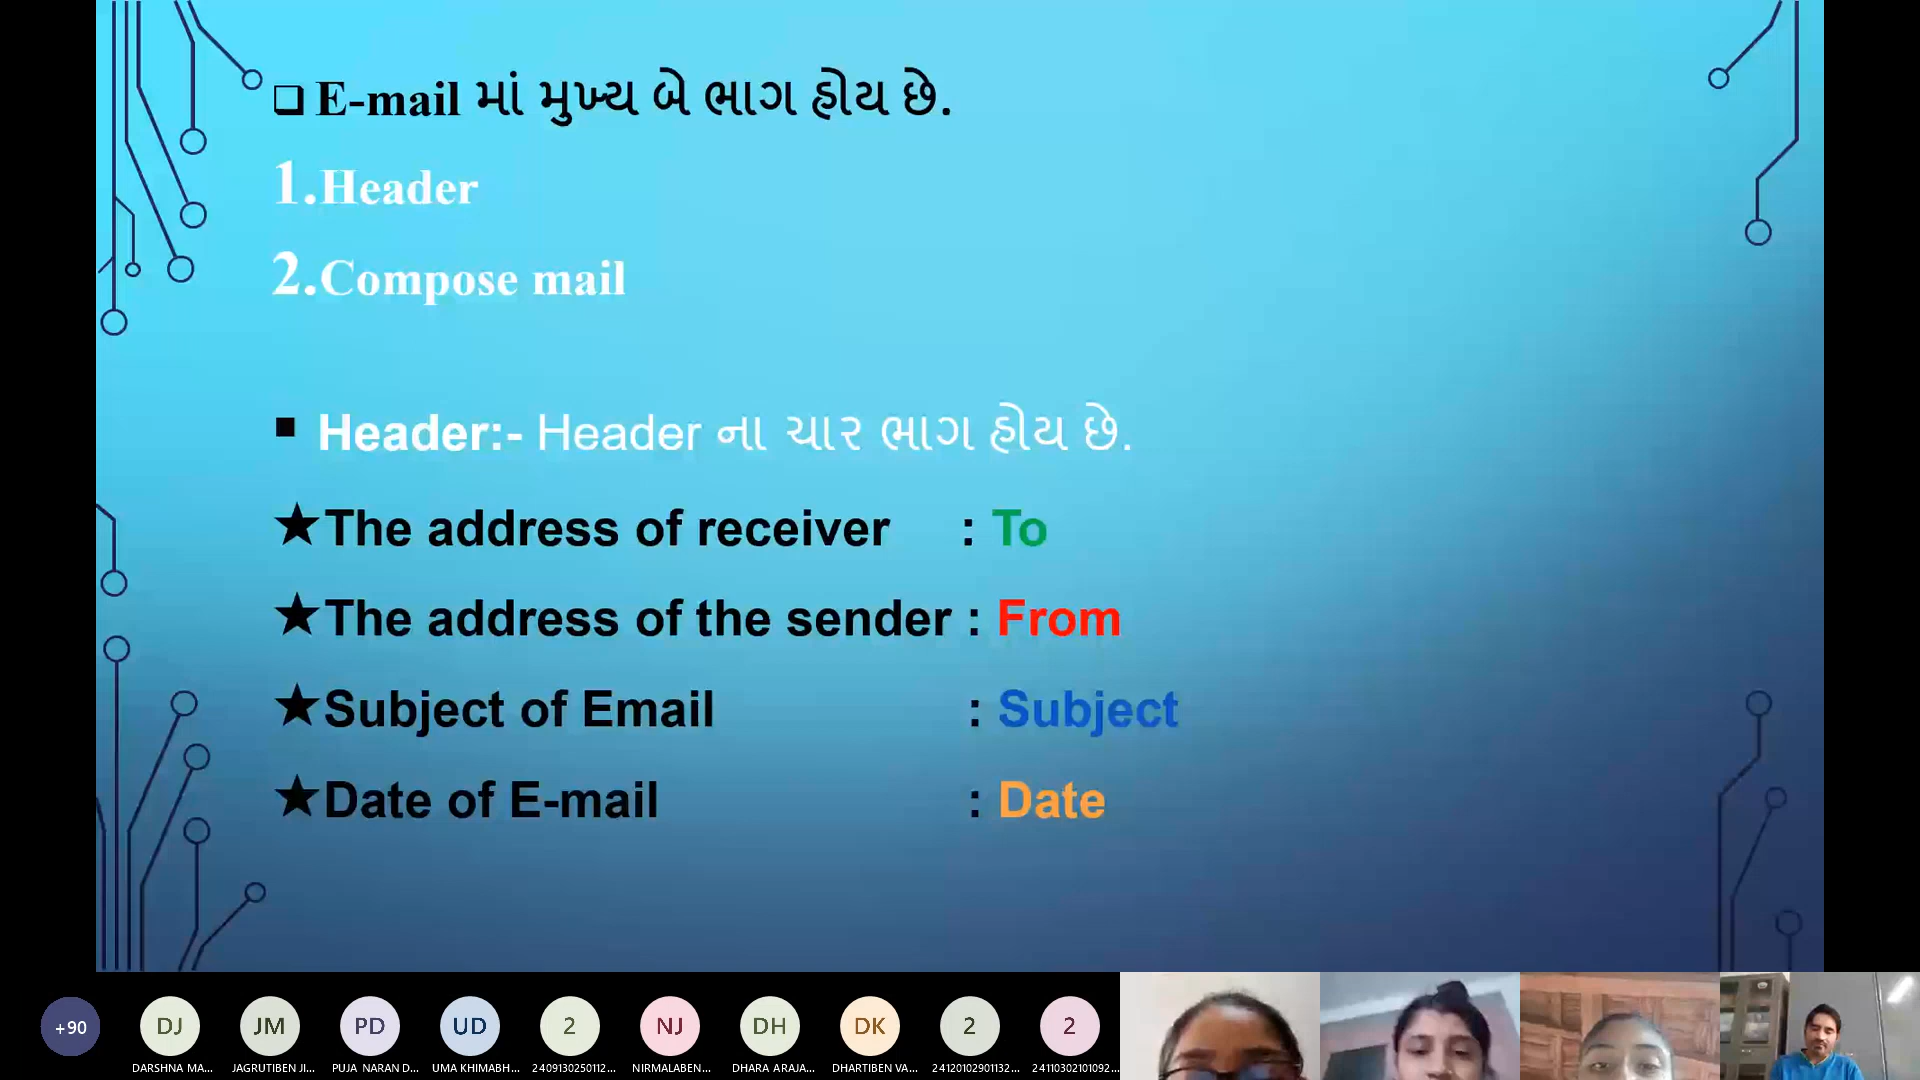 E-mail માં મુખ્ય બે ભાગ હોય છે.
1.Header
2.Compose mail
Header:- Header ના ચાર ભાગ હોય છે.
The address of receiver : To
The address of the sender : From
Subject of Email : Subject
Date of E-mail : Date
+90 DJ JM PD UD 2 NJ DH DK 2 2
DARSHNA MA... JAGRUTIBEN JI... PUJA NARAN D... UMA KHIMABH... 2409130250112... NIRMALABEN... DHARA ARAJA... DHARTIBEN VA... 24120102901132... 24110302101092...